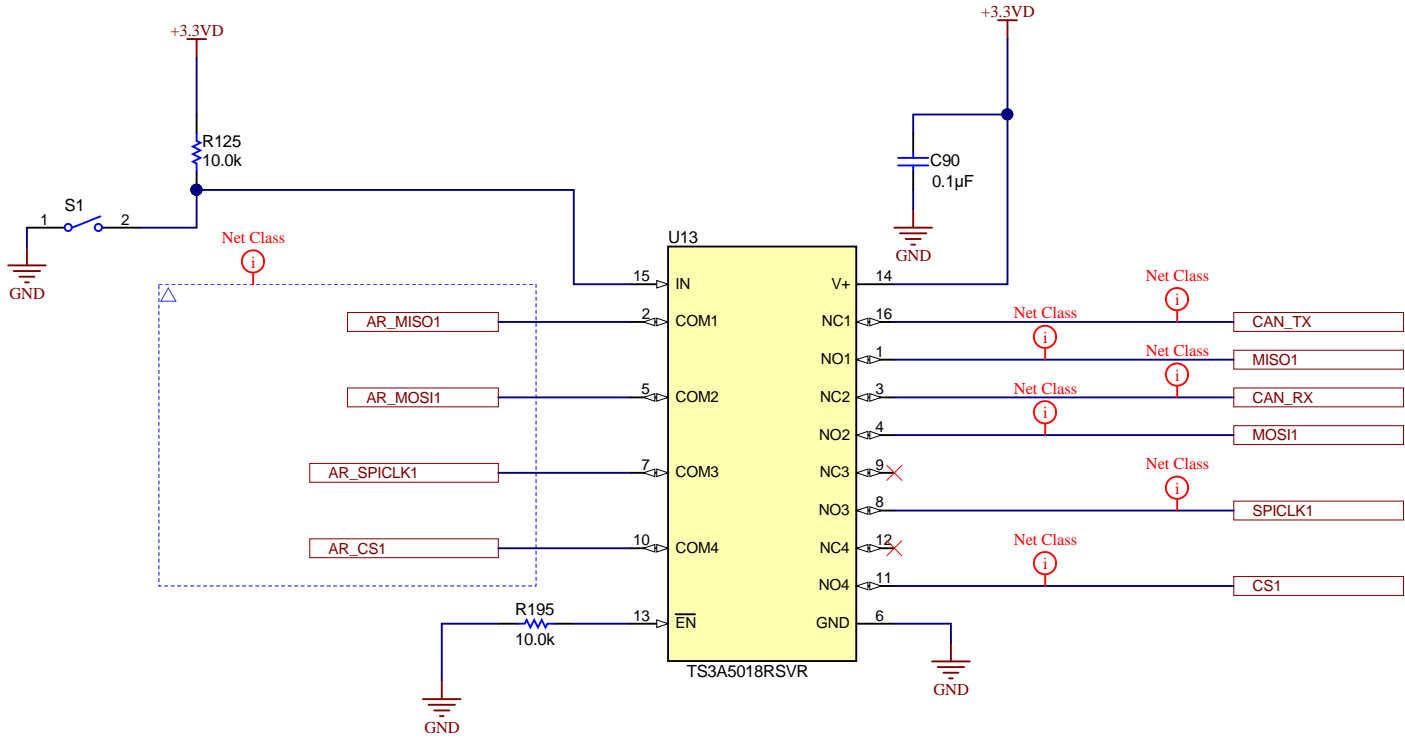 +3.3VD
+3.3VD
R125
10.0k
C90
0.1µF
S1
1
2
GND
Net Class
i
GND
U13
15
IN
V+
14
Net Class
i
AR_MISO1
2
COM1
NC1
16
CAN_TX
Net Class
i
NO1
1
MISO1
Net Class
i
AR_MOSI1
5
COM2
NC2
3
CAN_RX
Net Class
i
NO2
4
MOSI1
AR_SPICLK1
7
COM3
NC3
9
Net Class
i
NO3
8
SPICLK1
AR_CS1
10
COM4
NC4
12
Net Class
i
NO4
11
CS1
R195
10.0k
13
EN
GND
6
TS3A5018RSVR
GND
GND